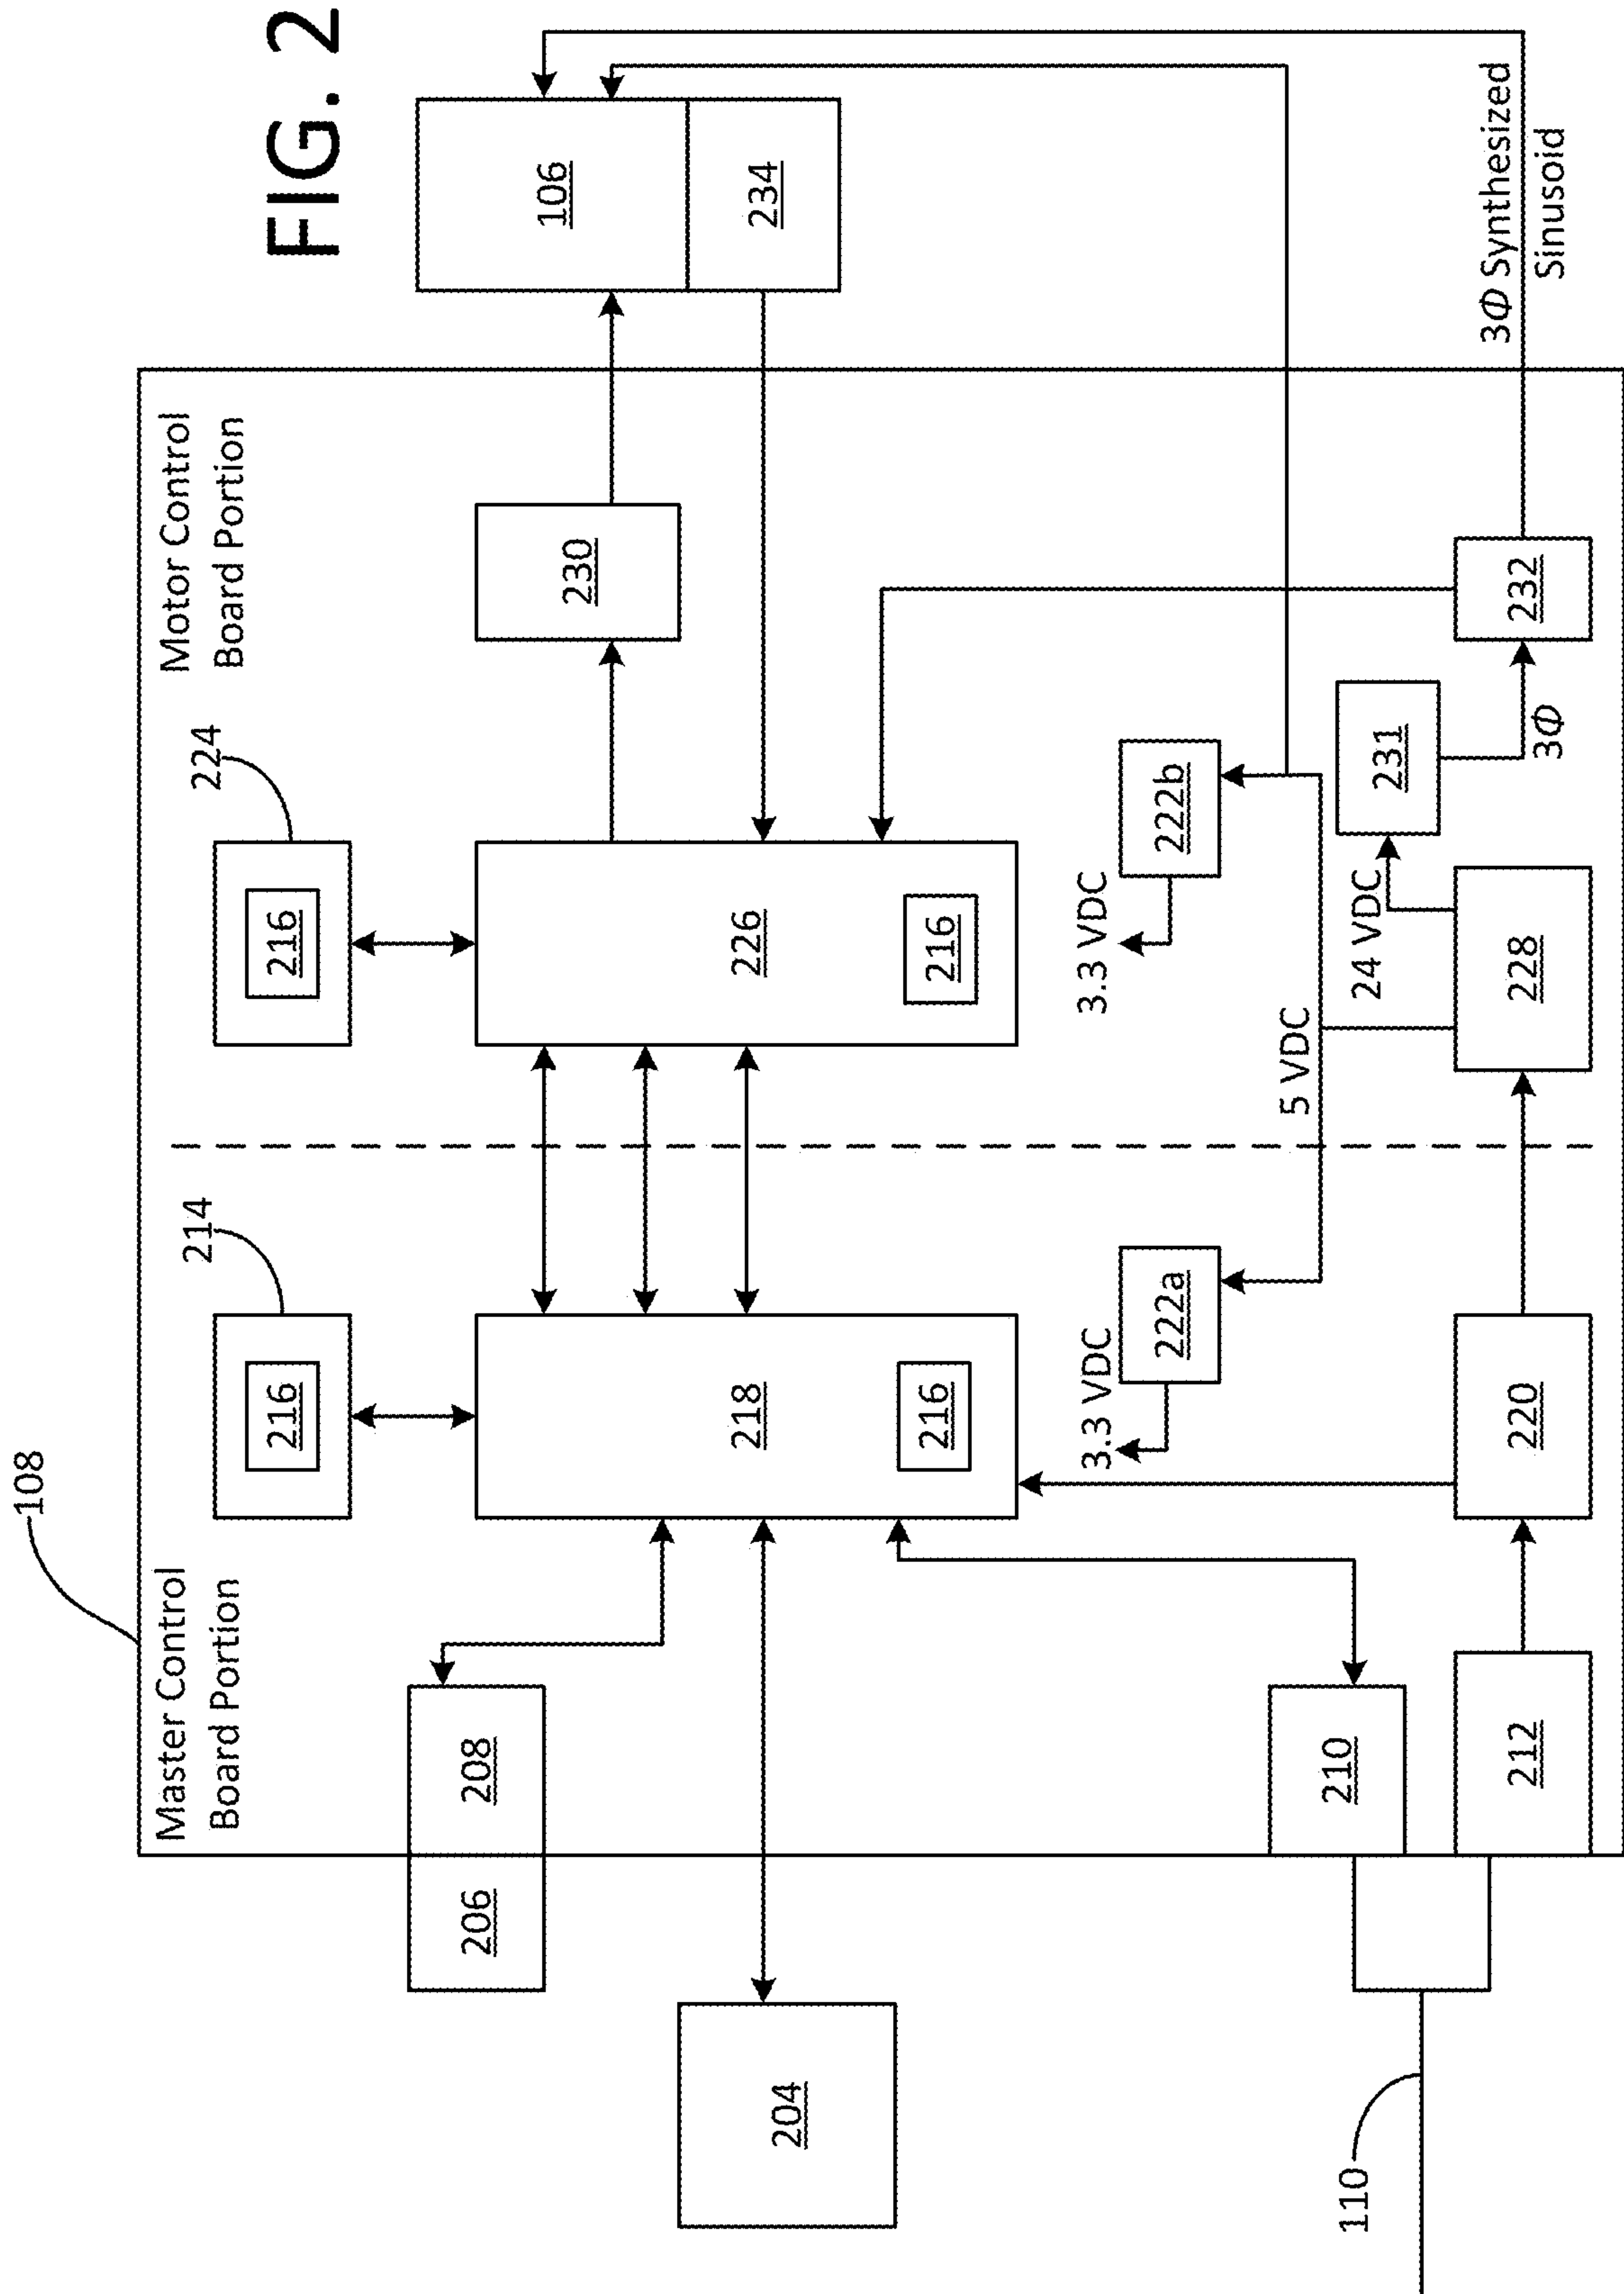 FIG. 2
108
Master Control
Board Portion
Motor Control
Board Portion
214
224
216
216
206
208
218
226
230
106
216
216
234
204
3.3 VDC
222a
3.3 VDC
222b
5 VDC
210
24 VDC
231
3Φ
212
220
228
232
3Φ Synthesized
Sinusoid
110